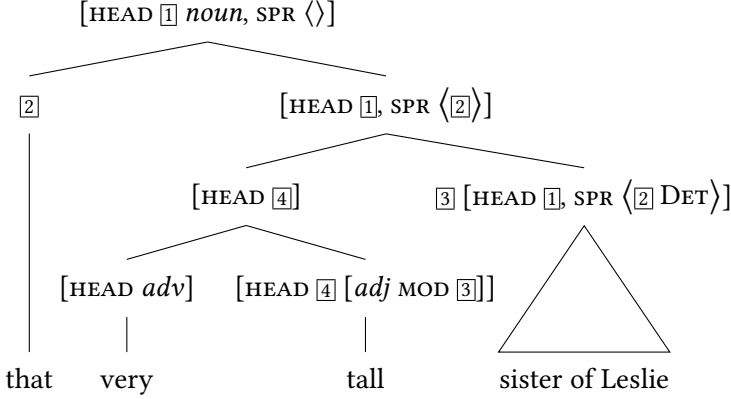 [HEAD 1 noun, SPR ⟨⟩]
2 [HEAD 1, SPR ⟨2⟩]
[HEAD 4] 3 [HEAD 1, SPR ⟨2 DET⟩]
[HEAD adv] [HEAD 4 [adj MOD 3]]
that very tall sister of Leslie